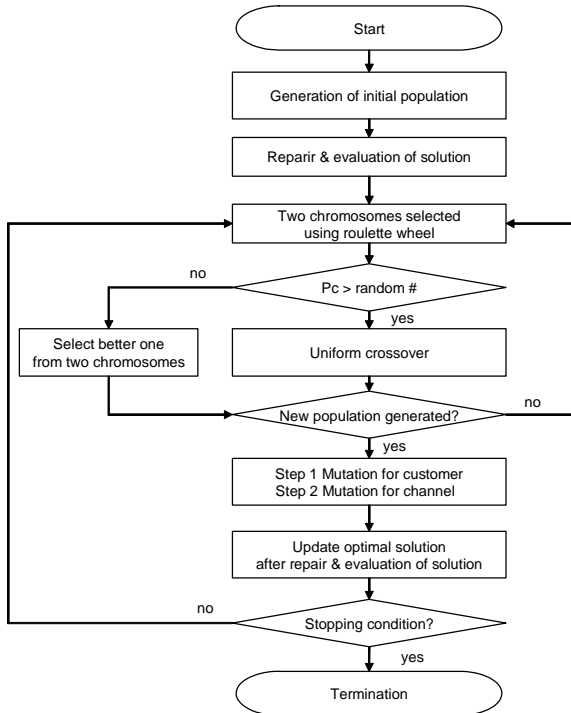 Start
Generation of initial population
Reparir & evaluation of solution
Two chromosomes selected
using roulette wheel
no
Pc > random #
yes
Select better one
from two chromosomes
Uniform crossover
New population generated?
no
yes
Step 1 Mutation for customer
Step 2 Mutation for channel
Update optimal solution
after repair & evaluation of solution
no
Stopping condition?
yes
Termination